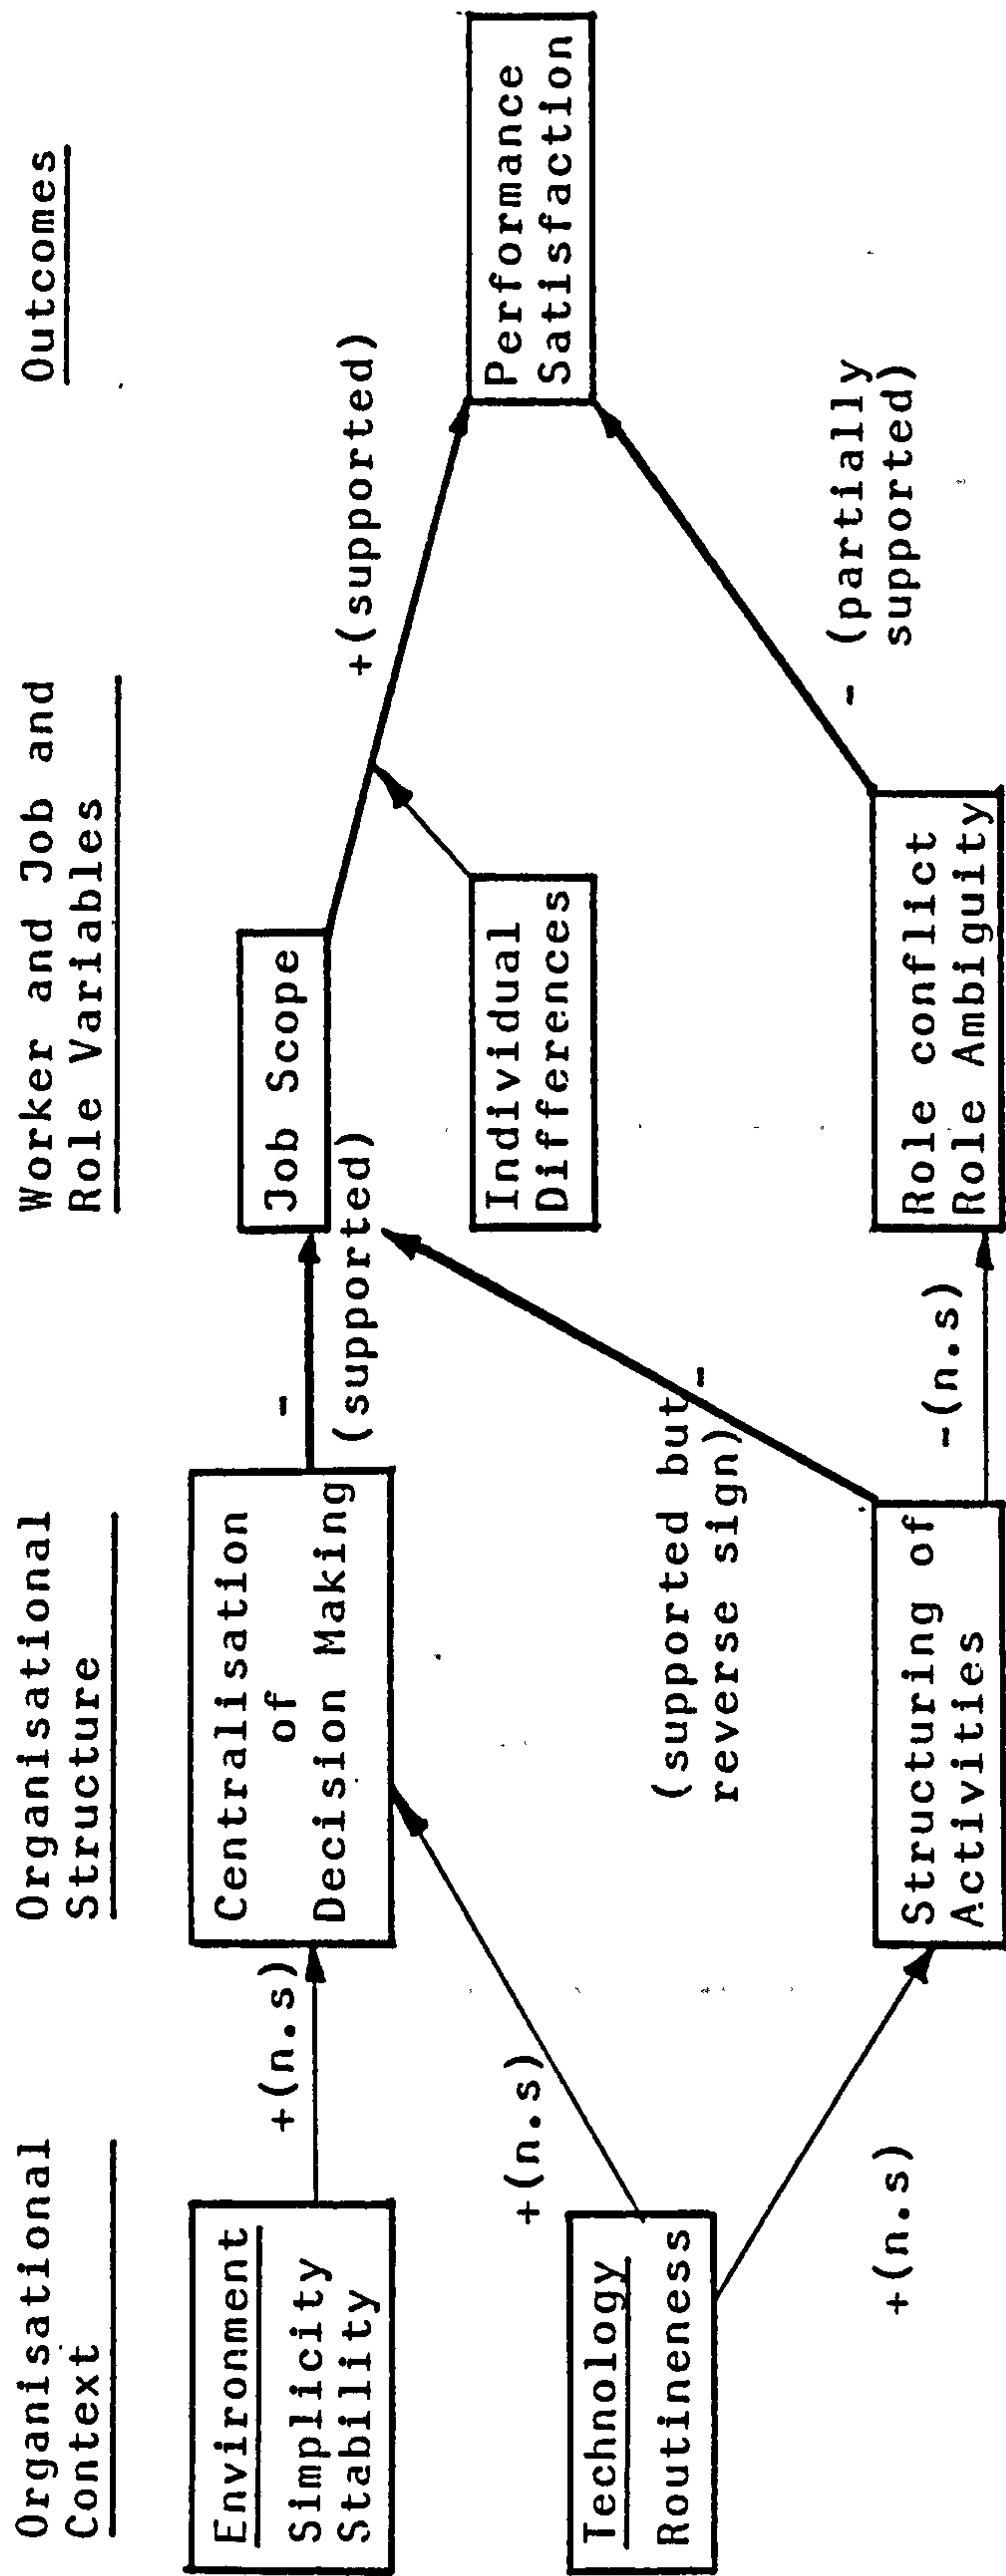 Organisational
Context
Organisational
Structure
Worker and Job and
Role Variables
Outcomes
Environment
Simplicity
Stability
+(n.s)
Centralisation
of
Decision Making
-
(supported)
Job Scope
+(supported)
Individual
Differences
Performance
Satisfaction
Technology
Routineness
+(n.s)
+(n.s)
(supported but -
reverse sign)
Structuring of
Activities
-(n.s)
Role conflict
Role Ambiguity
- (partially
supported)